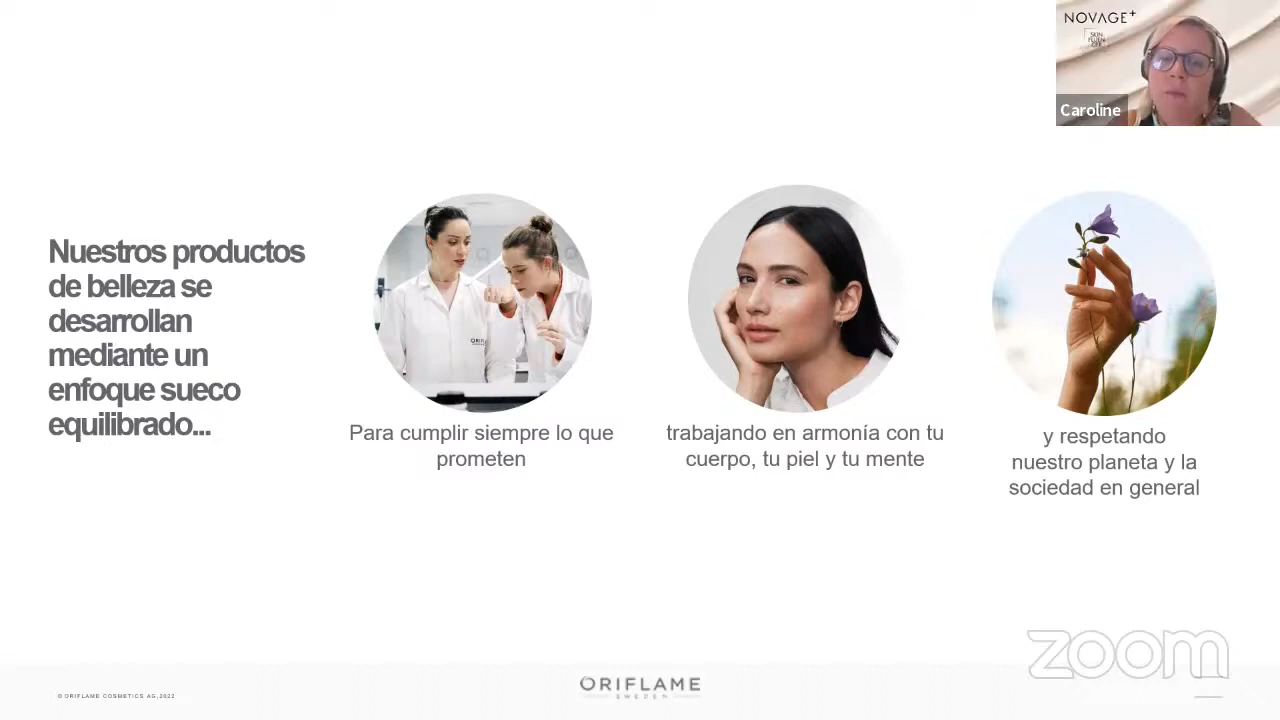 NOVAGE+
SKIN
Caroline
Nuestros productos
de belleza se
desarrollan
mediante un
enfoque sueco
equilibrado...
ORIFL
Para cumplir siempre lo que
prometen
trabajando en armonía con tu
cuerpo, tu piel y tu mente
y respetando
nuestro planeta y la
sociedad en general
zoom
© ORIFLAME COSMETICS AG,2022
ORIFLAME
SWEDEN